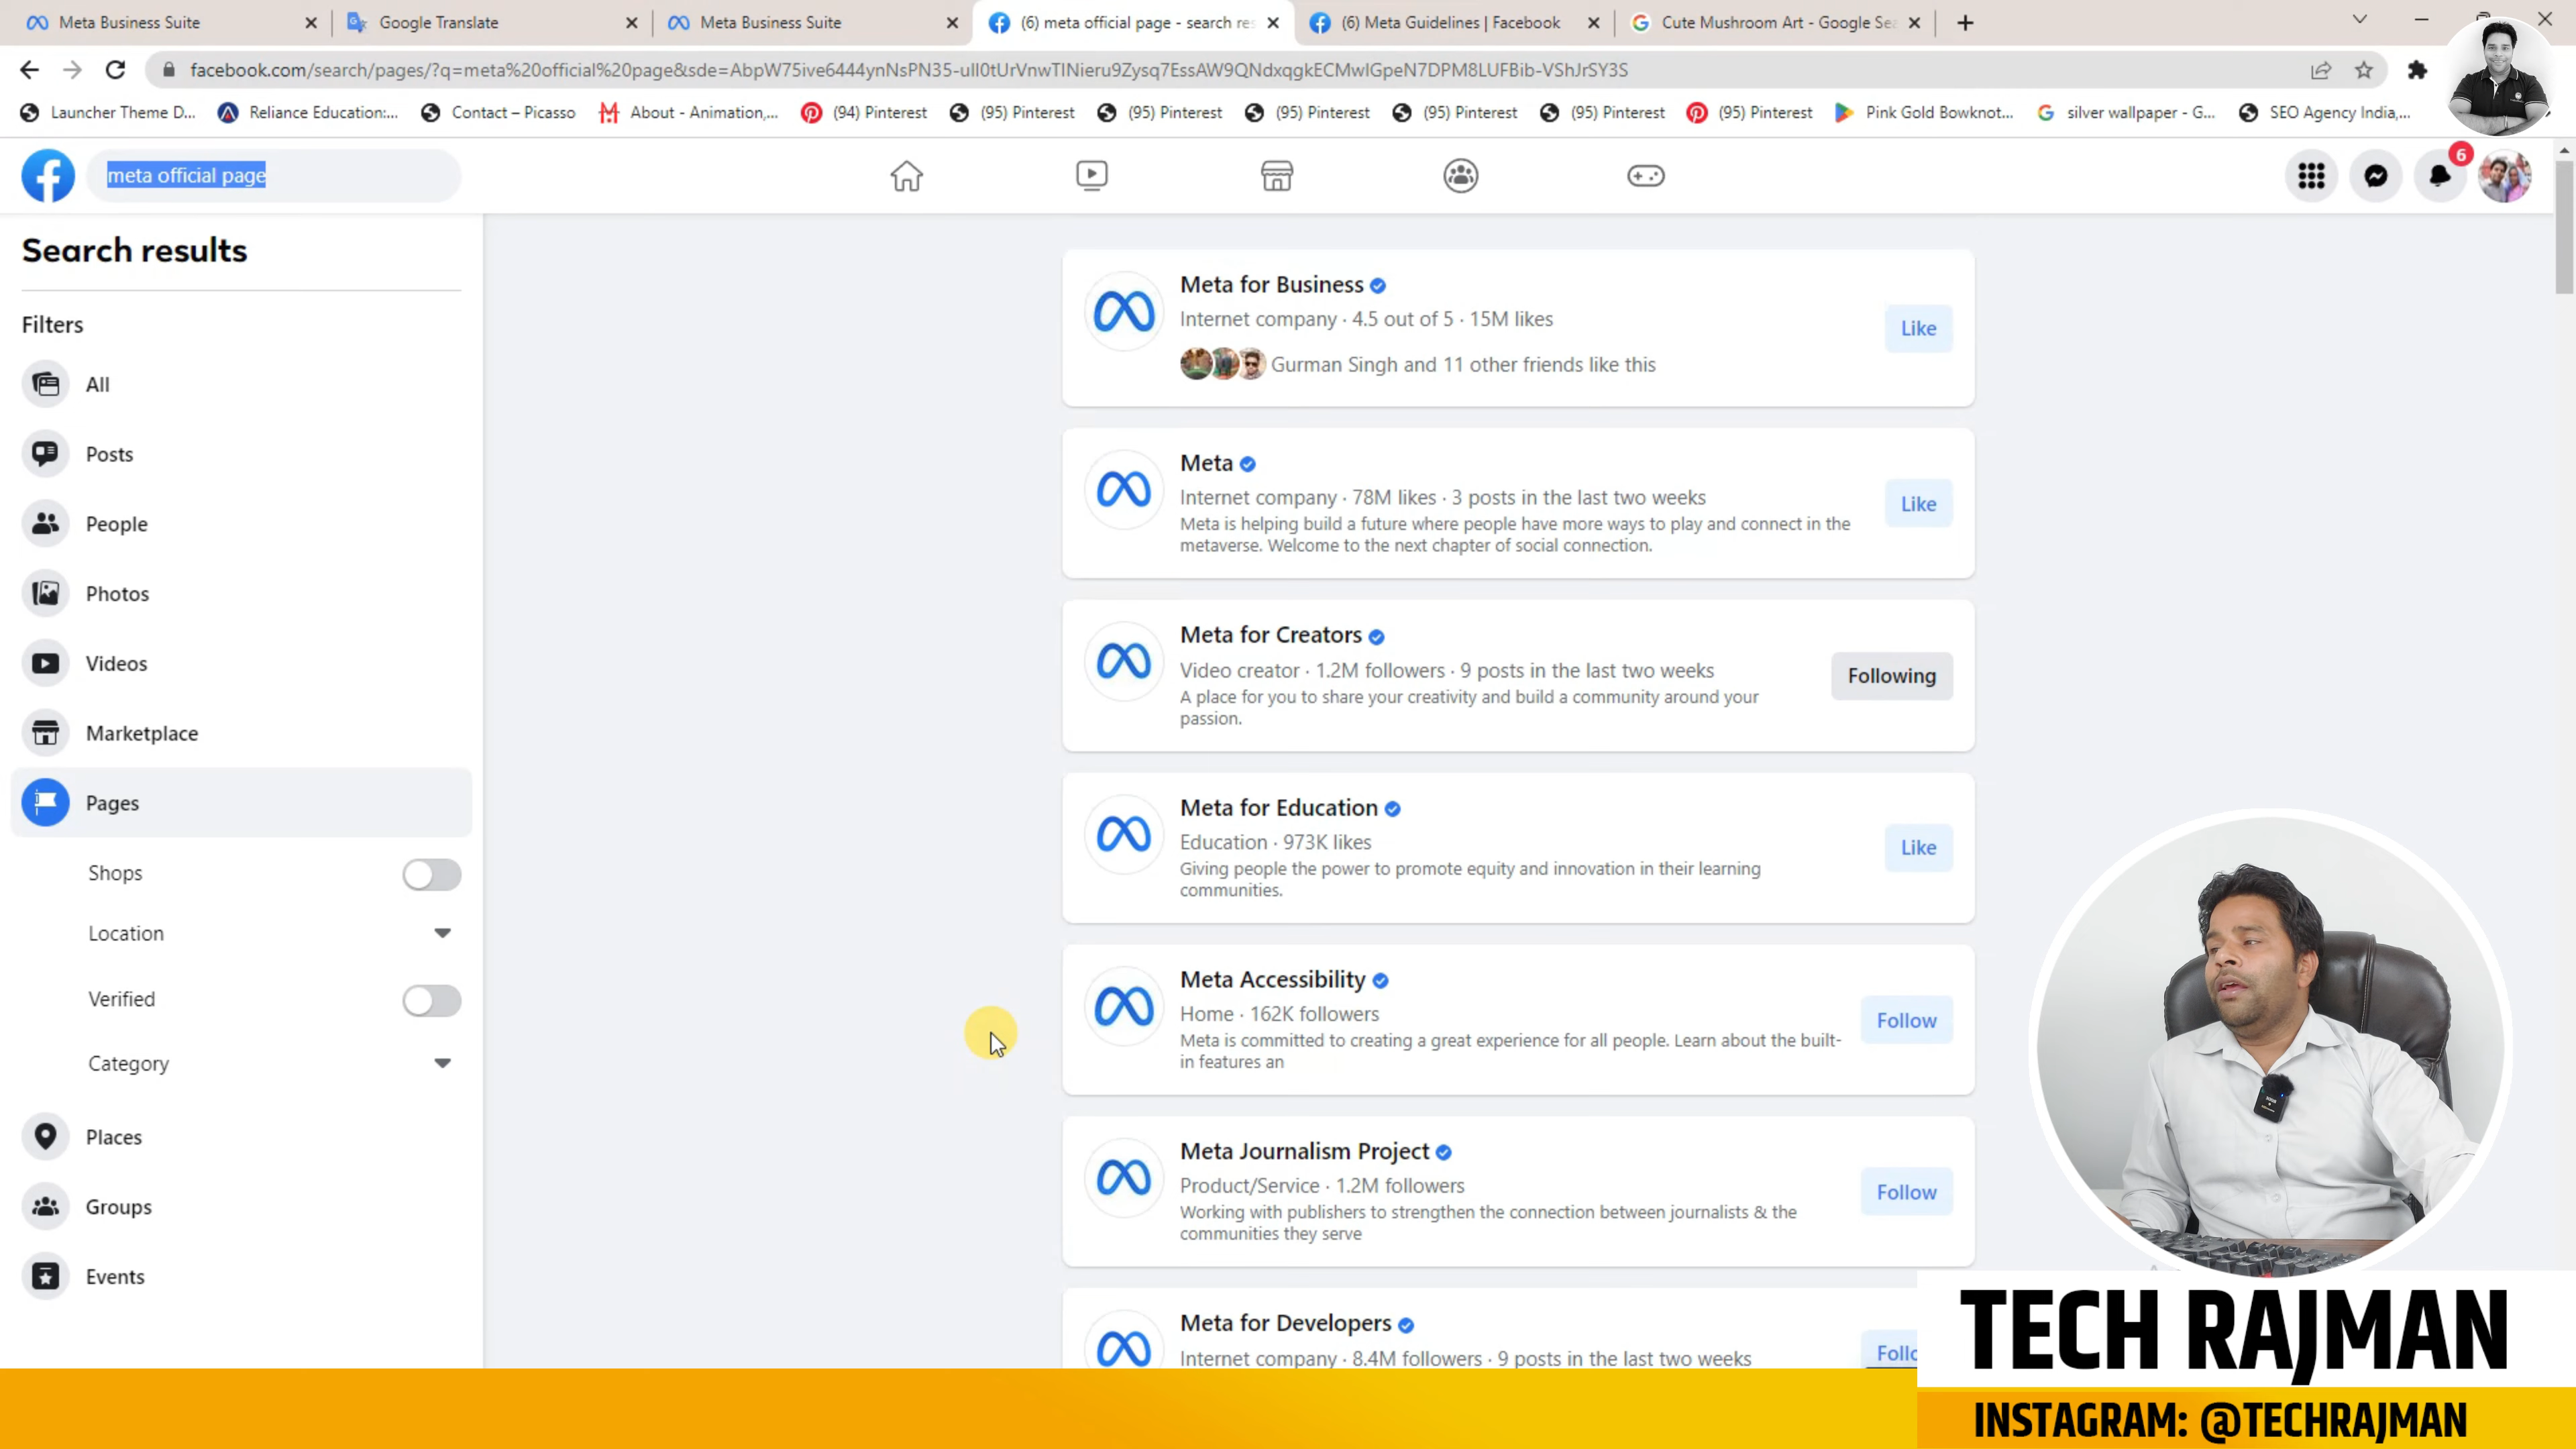 Meta Business Suite
Google Translate
Meta Business Suite
(6) meta official page - search res
(6) Meta Guidelines | Facebook
Cute Mushroom Art - Google Sea
facebook.com/search/pages/?q=meta%20official%20page&sde=
Launcher Theme D...
Reliance Education:...
Contact – Picasso
About - Animation,...
(94) Pinterest
(95) Pinterest
(95) Pinterest
(95) Pinterest
(95) Pinterest
(95) Pinterest
(95) Pinterest
Pink Gold Bowknot...
silver wallpaper - G...
SEO Agency India,...
meta official page
6
Search results
Filters
All
Posts
People
Photos
Videos
Marketplace
Pages
Shops
Location
Verified
Category
Places
Groups
Events
Meta for Business
Internet company · 4.5 out of 5 · 15M likes
Gurman Singh and 11 other friends like this
Like
Meta
Internet company · 78M likes · 3 posts in the last two weeks
Meta is helping build a future where people have more ways to play and connect in the
metaverse. Welcome to the next chapter of social connection.
Like
Meta for Creators
Video creator · 1.2M followers · 9 posts in the last two weeks
A place for you to share your creativity and build a community around your
passion.
Following
Meta for Education
Education · 973K likes
Giving people the power to promote equity and innovation in their learning
communities.
Like
Meta Accessibility
Home · 162K followers
Meta is committed to creating a great experience for all people. Learn about the built-
in features an
Follow
Meta Journalism Project
Product/Service · 1.2M followers
Working with publishers to strengthen the connection between journalists & the
communities they serve
Follow
Meta for Developers
Internet company · 8.4M followers · 9 posts in the last two weeks
Follo
TECH RAJMAN
INSTAGRAM: @TECHRAJMAN